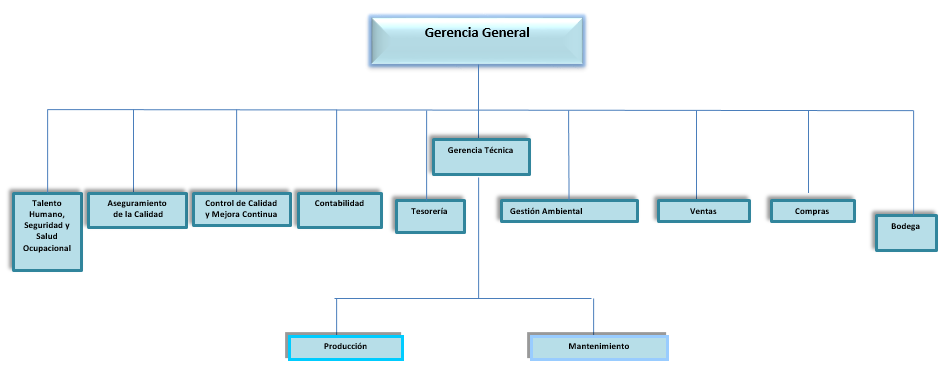 Gerencia General
Gerencia Técnica
Talento
Humano,
Seguridad y
Salud
Ocupacional
Aseguramiento
de la Calidad
Control de Calidad
y Mejora Continua
Contabilidad
Tesorería
Gestión Ambiental
Ventas
Compras
Bodega
Producción
Mantenimiento